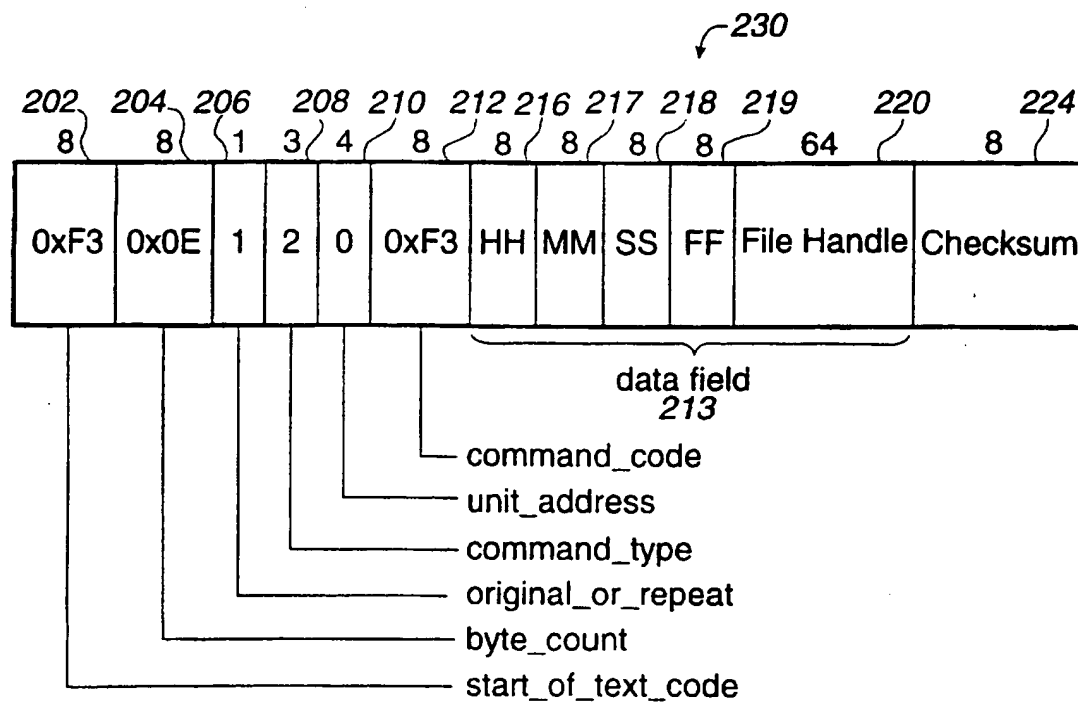 230
202 204 206 208 210 212 216 217 218 219 220 224
8 8 1 3 4 8 8 8 8 8 64 8
0xF3 0x0E 1 2 0 0xF3 HH MM SS FF File Handle Checksum
data field
213
command_code
unit_address
command_type
original_or_repeat
byte_count
start_of_text_code